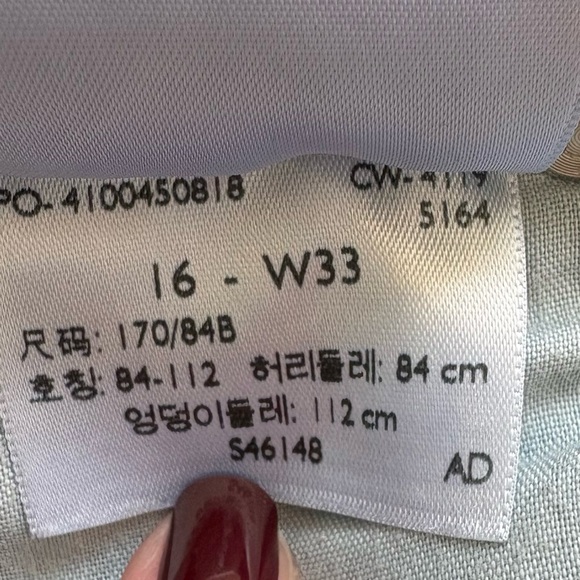 PO-4100450818 CW-4119
5164
16 - W33
尺码: 170/84B
호칭: 84-112 허리둘레: 84 cm
엉덩이둘레: 112 cm
S46148
AD